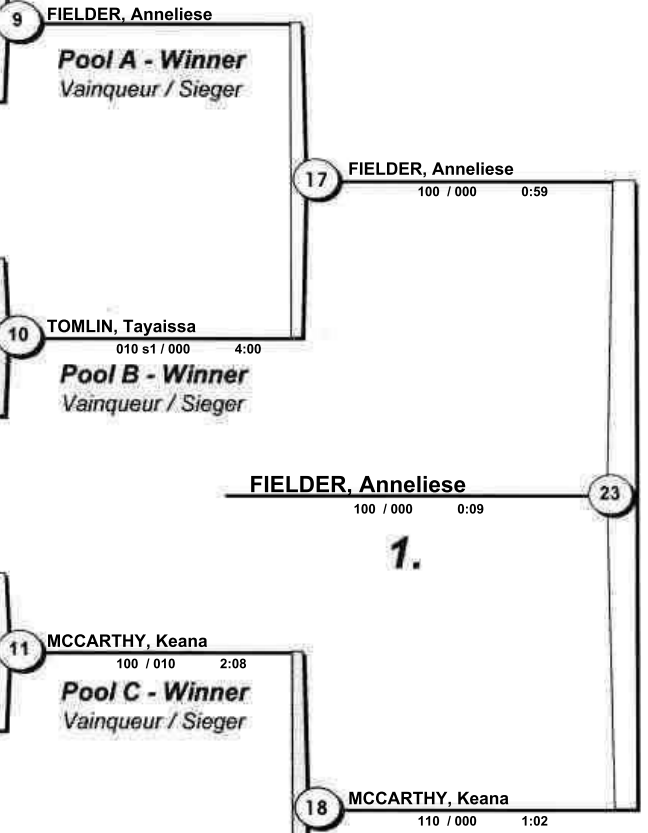 9 FIELDER, Anneliese
Pool A - Winner
Vainqueur / Sieger
17 FIELDER, Anneliese
100 / 000 0:59
10 TOMLIN, Tayaissa
010 s1 / 000 4:00
Pool B - Winner
Vainqueur / Sieger
FIELDER, Anneliese 23
100 / 000 0:09
1.
11 MCCARTHY, Keana
100 / 010 2:08
Pool C - Winner
Vainqueur / Sieger
18 MCCARTHY, Keana
110 / 000 1:02